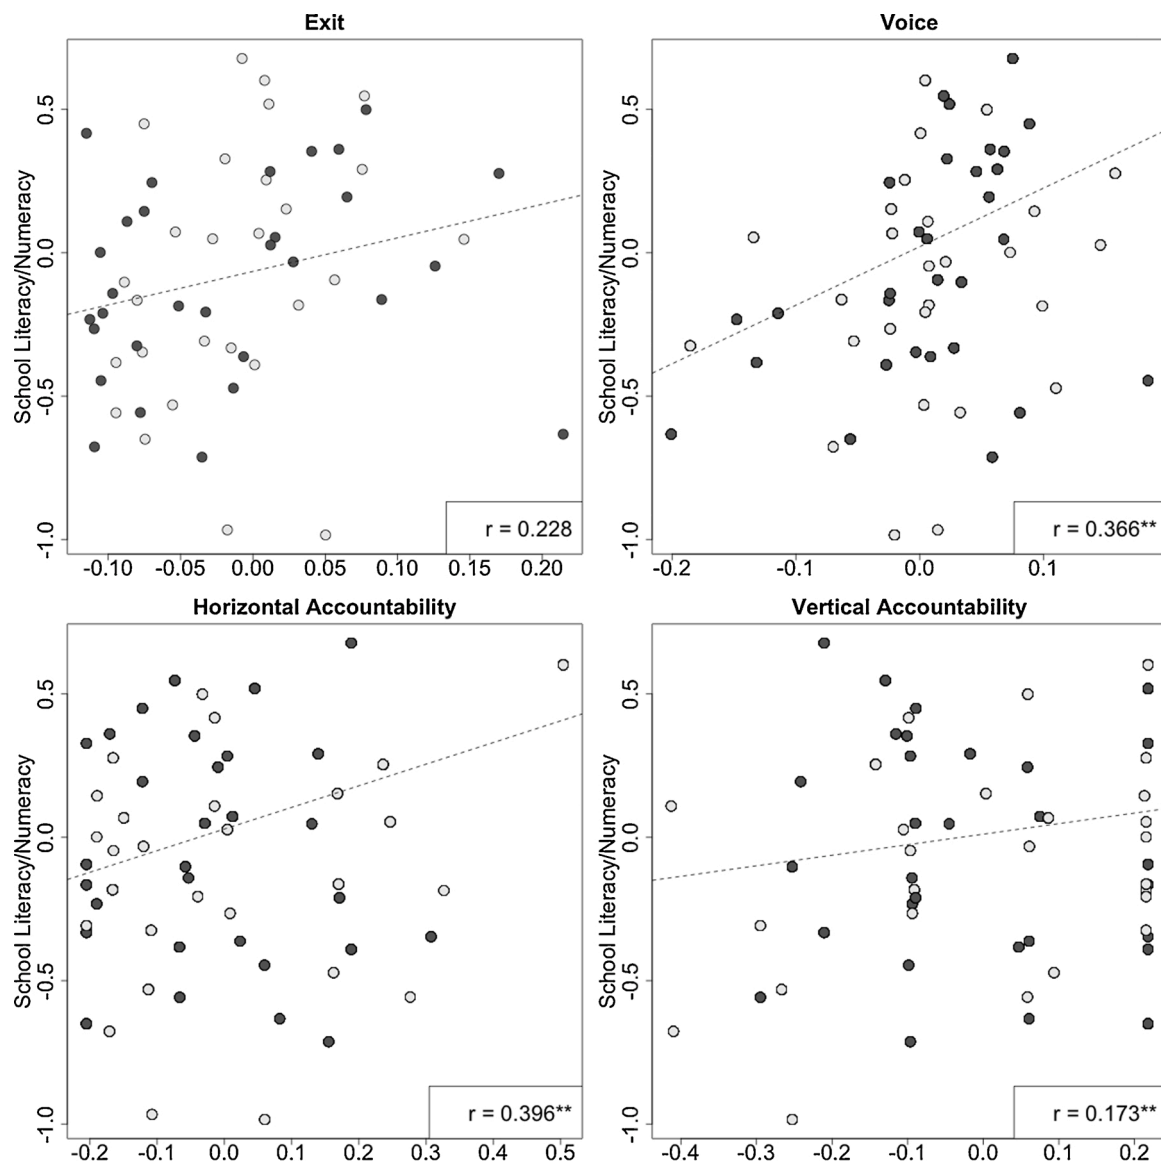 Exit
School Literacy/Numeracy
0.5
0.0
-0.5
-1.0
r = 0.228
-0.10 -0.05 0.00 0.05 0.10 0.15 0.20
Voice
School Literacy/Numeracy
0.5
0.0
-0.5
-1.0
r = 0.366**
-0.2 -0.1 0.0 0.1
Horizontal Accountability
School Literacy/Numeracy
0.5
0.0
-0.5
-1.0
r = 0.396**
-0.2 -0.1 0.0 0.1 0.2 0.3 0.4 0.5
Vertical Accountability
School Literacy/Numeracy
0.5
0.0
-0.5
-1.0
r = 0.173**
-0.4 -0.3 -0.2 -0.1 0.0 0.1 0.2